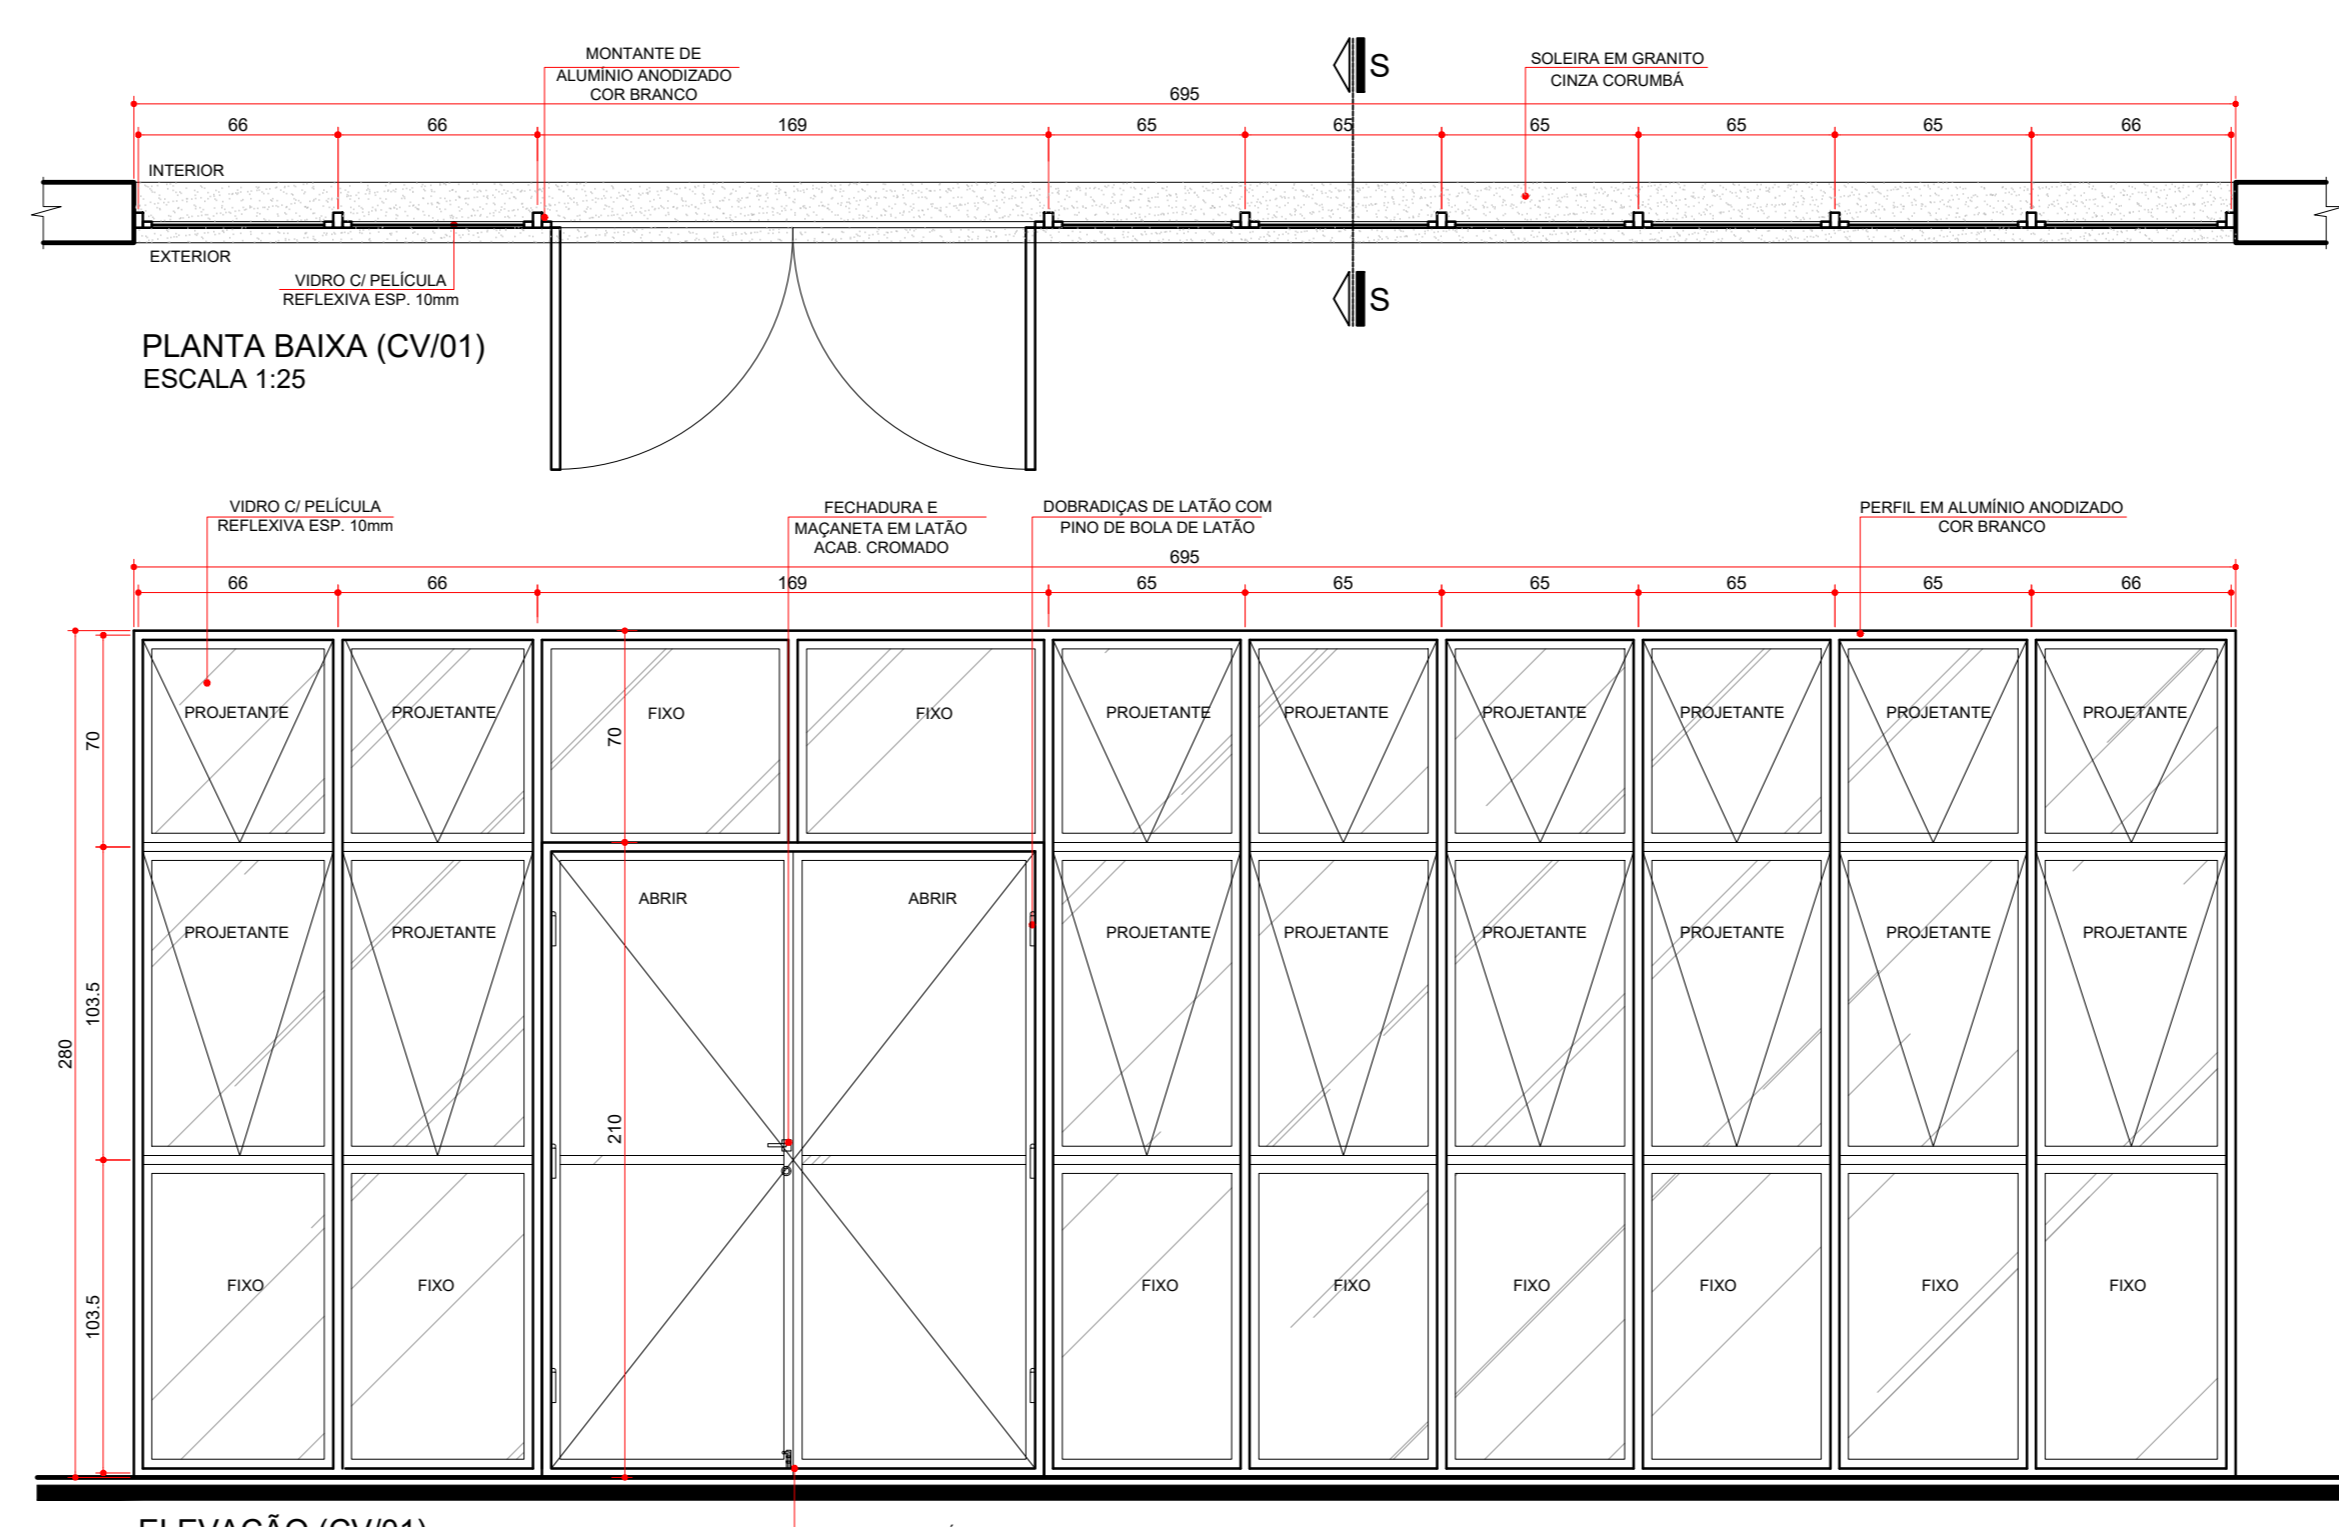 MONTANTE DE
ALUMÍNIO ANODIZADO
COR BRANCO
S
SOLEIRA EM GRANITO
CINZA CORUMBÁ
695
66 66 169 65 65 65 65 65 66
INTERIOR
EXTERIOR
VIDRO C/ PELÍCULA
REFLEXIVA ESP. 10mm
S
PLANTA BAIXA (CV/01)
ESCALA 1:25
VIDRO C/ PELÍCULA
REFLEXIVA ESP. 10mm
FECHADURA E
MAÇANETA EM LATÃO
ACAB. CROMADO
DOBRADIÇAS DE LATÃO COM
PINO DE BOLA DE LATÃO
PERFIL EM ALUMÍNIO ANODIZADO
COR BRANCO
695
66 66 169 65 65 65 65 65 66
PROJETANTE PROJETANTE FIXO FIXO PROJETANTE PROJETANTE PROJETANTE PROJETANTE PROJETANTE PROJETANTE
70 70
ABRIR ABRIR
PROJETANTE PROJETANTE PROJETANTE PROJETANTE PROJETANTE PROJETANTE PROJETANTE PROJETANTE
103.5
280
210
FIXO FIXO FIXO FIXO FIXO FIXO FIXO FIXO
103.5
ELEVAÇÃO (CV/01)